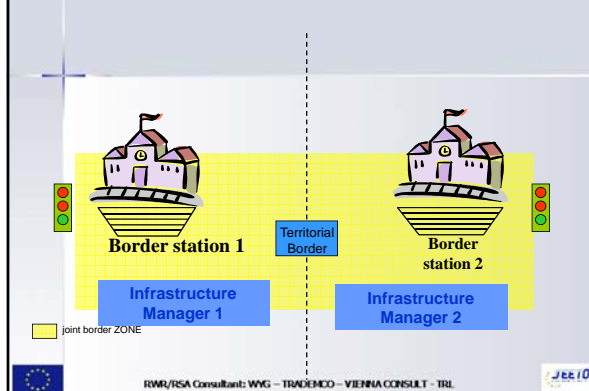 Border station 1
Territorial
Border
Border
station 2
Infrastructure
Manager 1
Infrastructure
Manager 2
joint border ZONE
RWR/RSA Consultant: WYG – TRADEMCO – VIENNA CONSULT - TRL